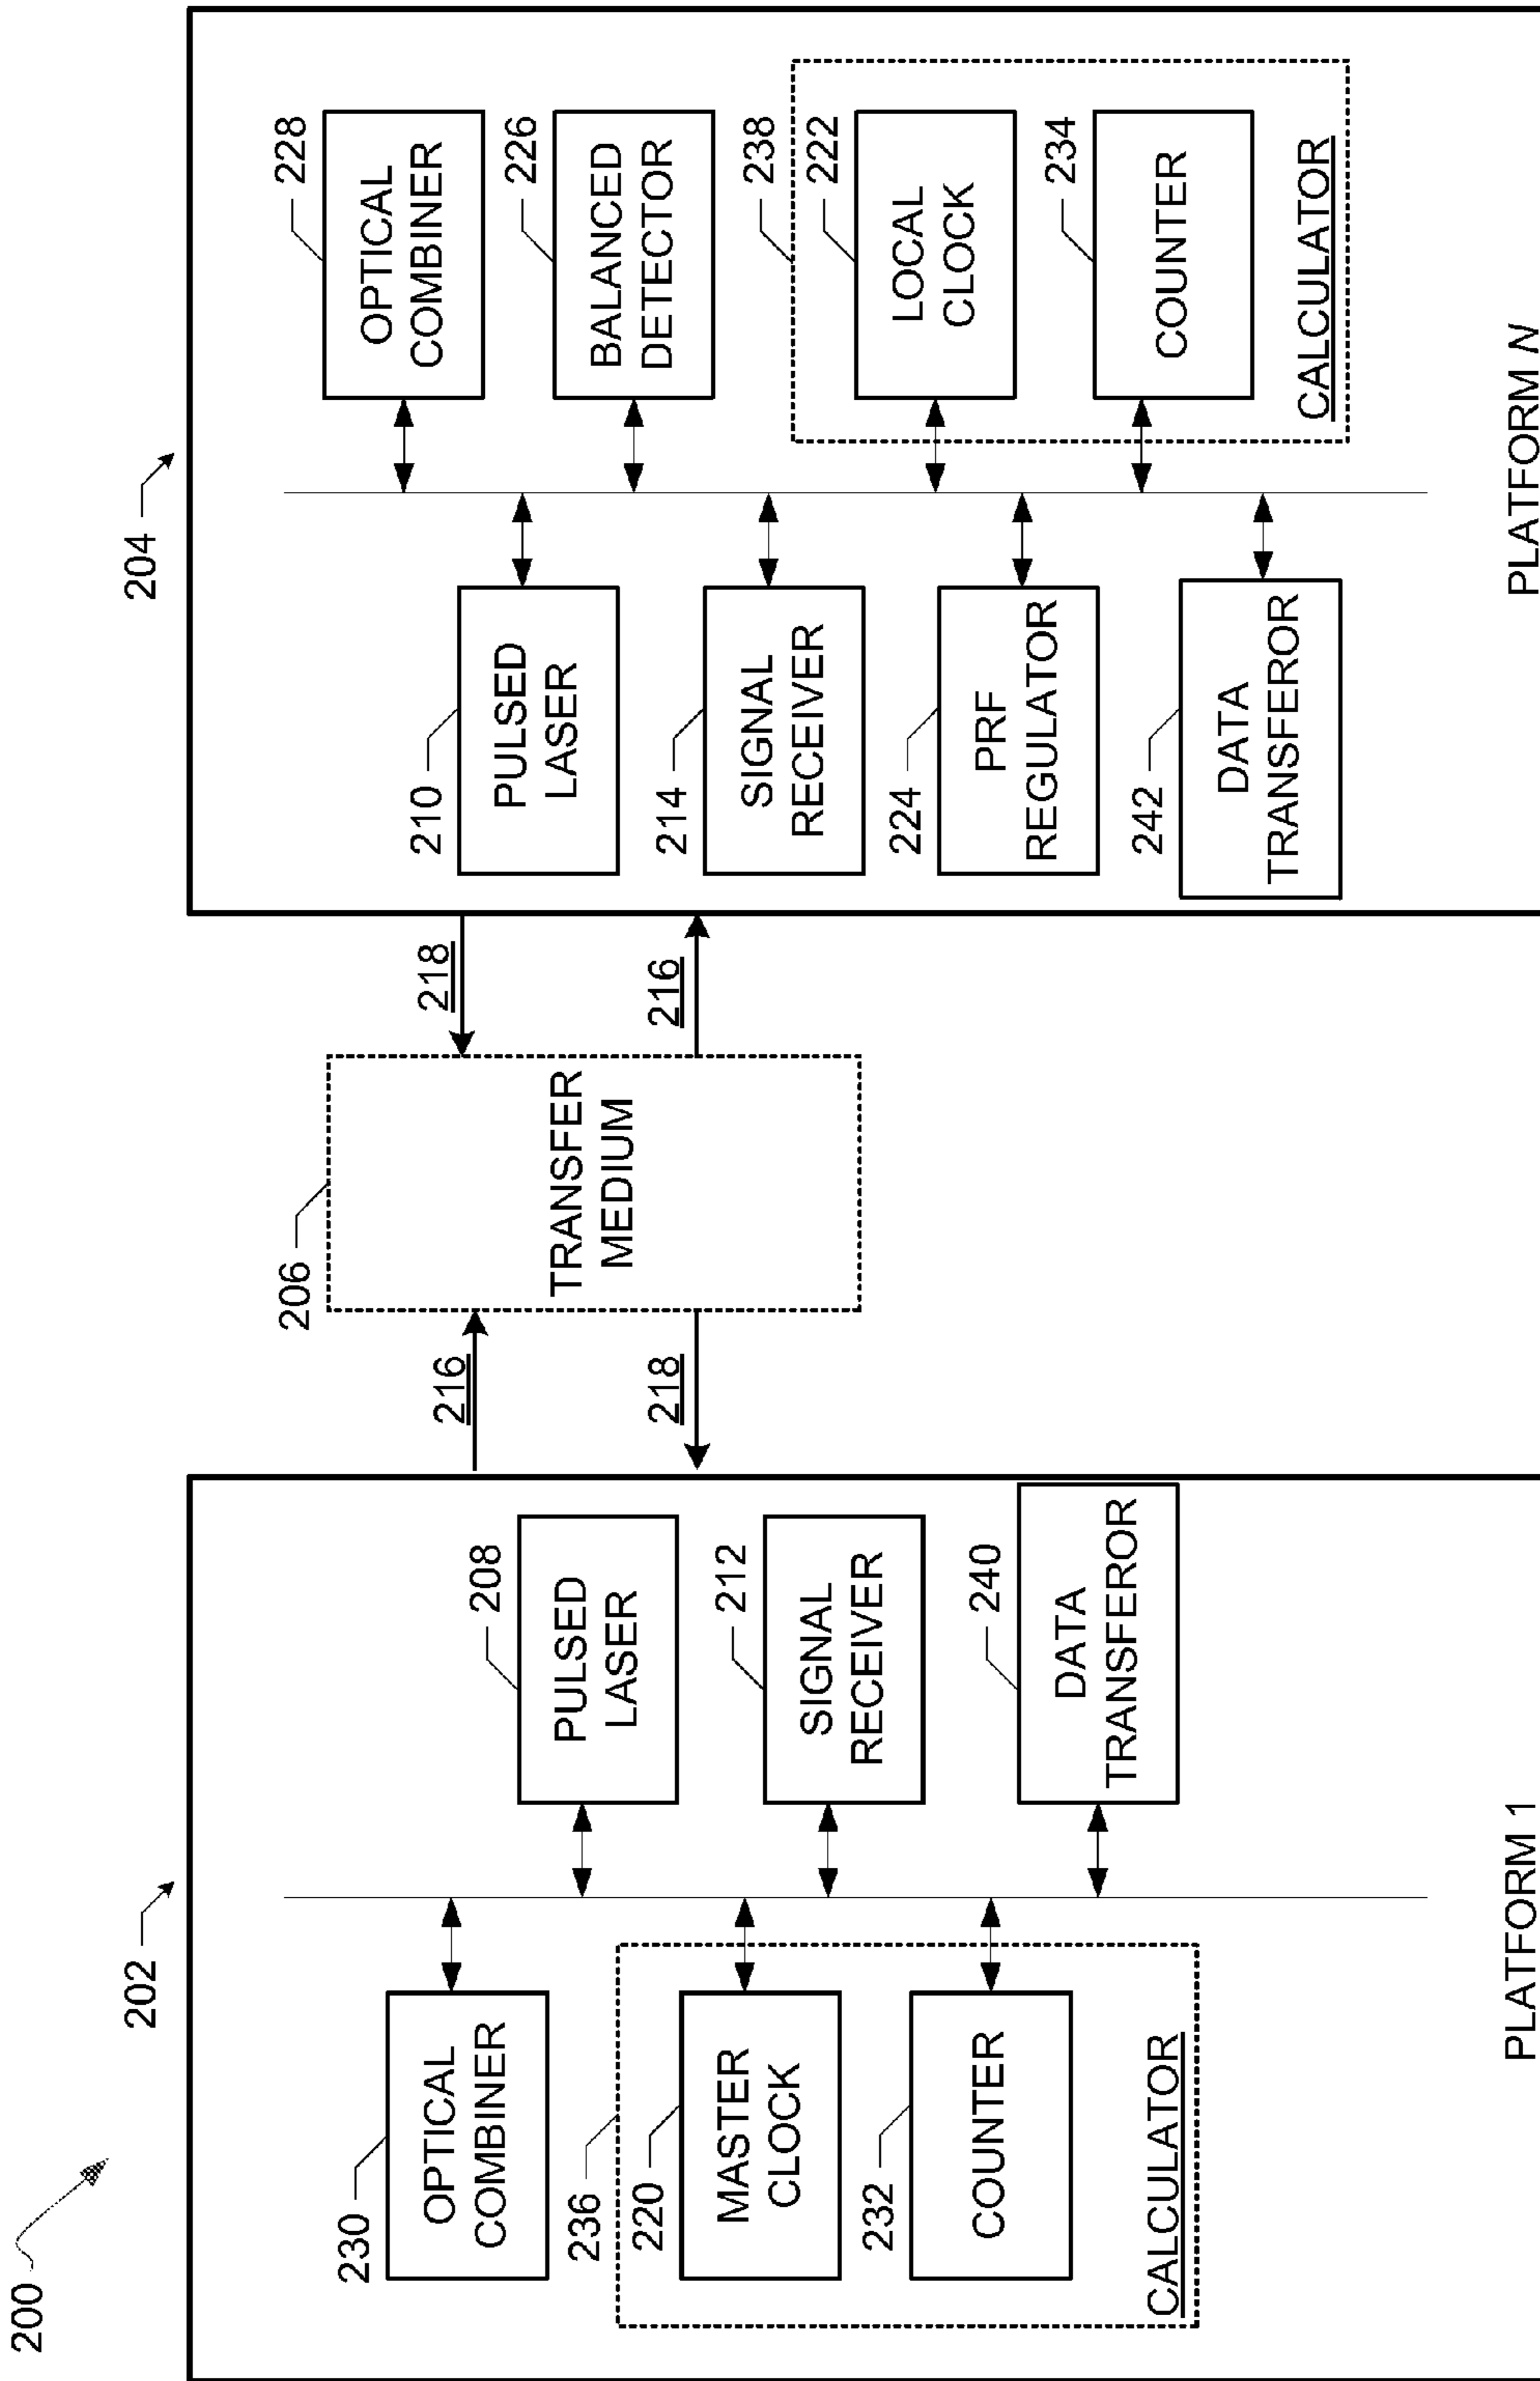 200
202
230
OPTICAL
COMBINER
236
220
MASTER
CLOCK
232
COUNTER
CALCULATOR
208
PULSED
LASER
212
SIGNAL
RECEIVER
240
DATA
TRANSFEROR
PLATFORM 1
216
218
206
TRANSFER
MEDIUM
218
216
204
210
PULSED
LASER
214
SIGNAL
RECEIVER
224
PRF
REGULATOR
242
DATA
TRANSFEROR
228
OPTICAL
COMBINER
226
BALANCED
DETECTOR
238
222
LOCAL
CLOCK
234
COUNTER
CALCULATOR
PLATFORM N